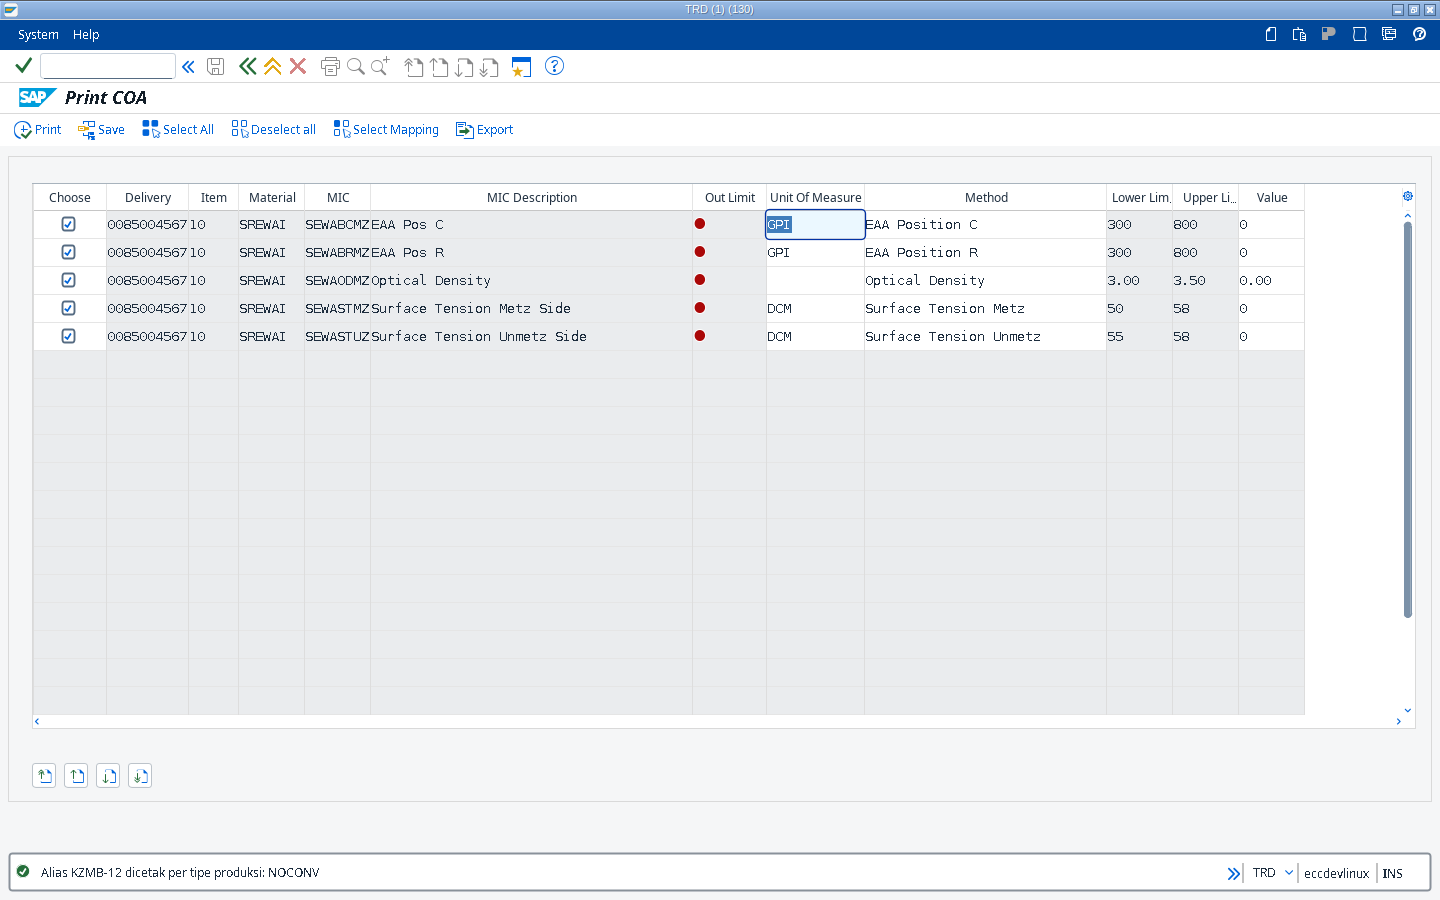 TRD (1) (130)
System Help
SAP Print COA
Print Save Select All Deselect all Select Mapping Export
Choose Delivery Item Material MIC MIC Description Out Limit Unit Of Measure Method Lower Lim. Upper Li... Value
0085004567 10 SREWAI SEWABCMZ EAA Pos C GPI EAA Position C 300 800 0
0085004567 10 SREWAI SEWABRMZ EAA Pos R GPI EAA Position R 300 800 0
0085004567 10 SREWAI SEWAODMZ Optical Density Optical Density 3.00 3.50 0.00
0085004567 10 SREWAI SEWASTMZ Surface Tension Metz Side DCM Surface Tension Metz 50 58 0
0085004567 10 SREWAI SEWASTUZ Surface Tension Unmetz Side DCM Surface Tension Unmetz 55 58 0
Alias KZMB-12 dicetak per tipe produksi: NOCONV TRD eccdevlinux INS